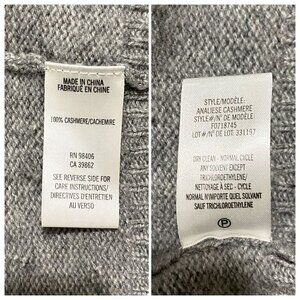 MADE IN CHINA
FABRIQUÉ EN CHINE
100% CASHMERE/CACHEMIRE
RN 98406
CA 39862
SEE REVERSE SIDE FOR
CARE INSTRUCTIONS/
DIRECTIVES D'ENTRETIEN
AU VERSO
STYLE/MODÈLE:
ANALIESE CASHMERE
STYLE#/N° DE MODÈLE
F0718745
LOT #/N° DE LOT: 331197
DRY CLEAN - NORMAL CYCLE
ANY SOLVENT EXCEPT
TRICHLOROETHYLENE/
NETTOYAGE À SEC - CYCLE
NORMAL N'IMPORTE QUEL SOLVANT
SAUF TRICHLOROETHYLENE
P